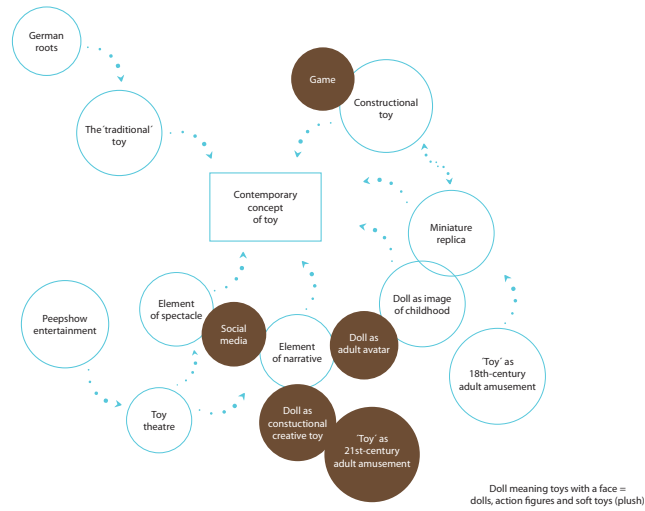 German
roots
Game
Constructional
toy
The ‘traditional’
toy
Contemporary
concept
of toy
Miniature
replica
Peepshow
entertainment
Element
of spectacle
Social
media
Element
of narrative
Doll as
adult avatar
Doll as image
of childhood
‘Toy’ as
18th-century
adult amusement
Toy
theatre
Doll as
constuctional
creative toy
‘Toy’ as
21st-century
adult amusement
Doll meaning toys with a face =
dolls, action figures and soft toys (plush)